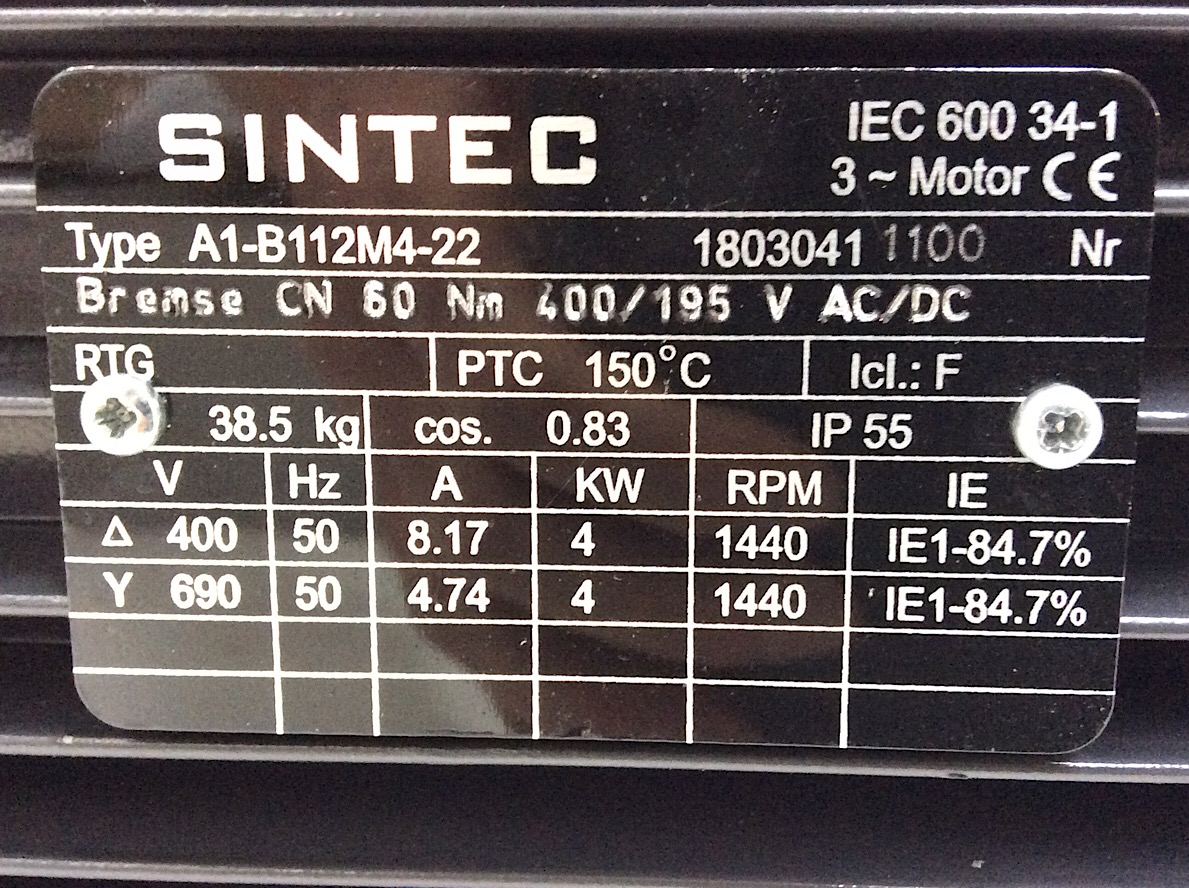 SINTEC
IEC 600 34-1
3 ~ Motor CE
Type A1-B112M4-22 1803041 1100 Nr
Bremse CN 60 Nm 400/195 V AC/DC
RTG PTC 150°C Icl.: F
38.5 kg cos. 0.83 IP 55
V Hz A KW RPM IE
Δ 400 50 8.17 4 1440 IE1-84.7%
Y 690 50 4.74 4 1440 IE1-84.7%